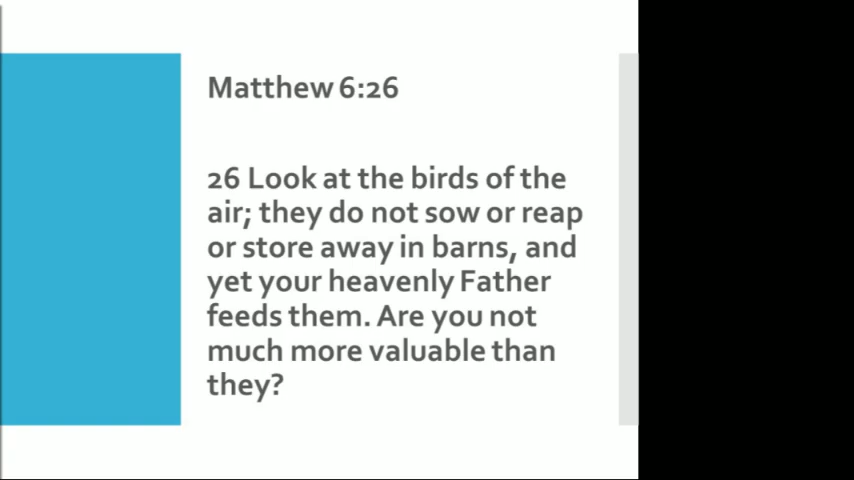 Matthew 6:26
26 Look at the birds of the
air; they do not sow or reap
or store away in barns, and
yet your heavenly Father
feeds them. Are you not
much more valuable than
they?